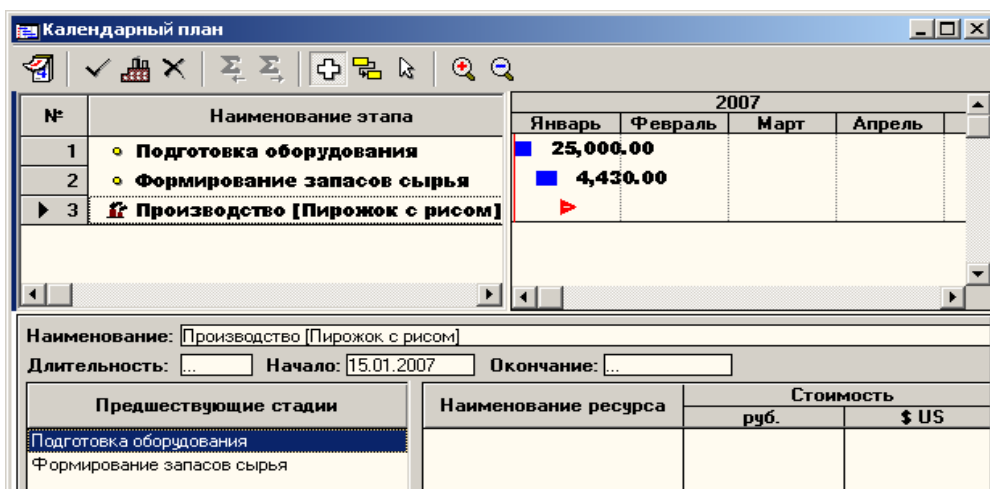 Календарный план
№ Наименование этапа 2007
Январь Февраль Март Апрель
1 Подготовка оборудования 25,000.00
2 Формирование запасов сырья 4,430.00
3 Производство [Пирожок с рисом]
Наименование: Производство [Пирожок с рисом]
Длительность: ... Начало: 15.01.2007 Окончание: ...
Предшествующие стадии Наименование ресурса Стоимость
руб. $ US
Подготовка оборудования
Формирование запасов сырья